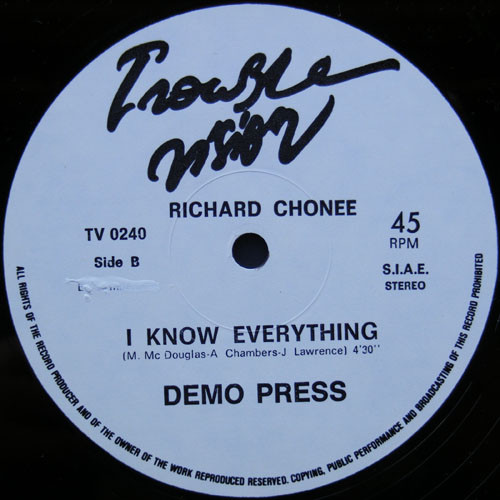 Trouble
vision
RICHARD CHONEE
TV 0240
45
RPM
Side B
S.I.A.E.
STEREO
I KNOW EVERYTHING
(M. Mc Douglas-A Chambers-J Lawrence) 4'30''
DEMO PRESS
ALL RIGHTS OF THE RECORD PRODUCER AND OF THE OWNER OF THE WORK REPRODUCED RESERVED. COPYING, PUBLIC PERFORMANCE AND BROADCASTING OF THIS RECORD PROHIBITED